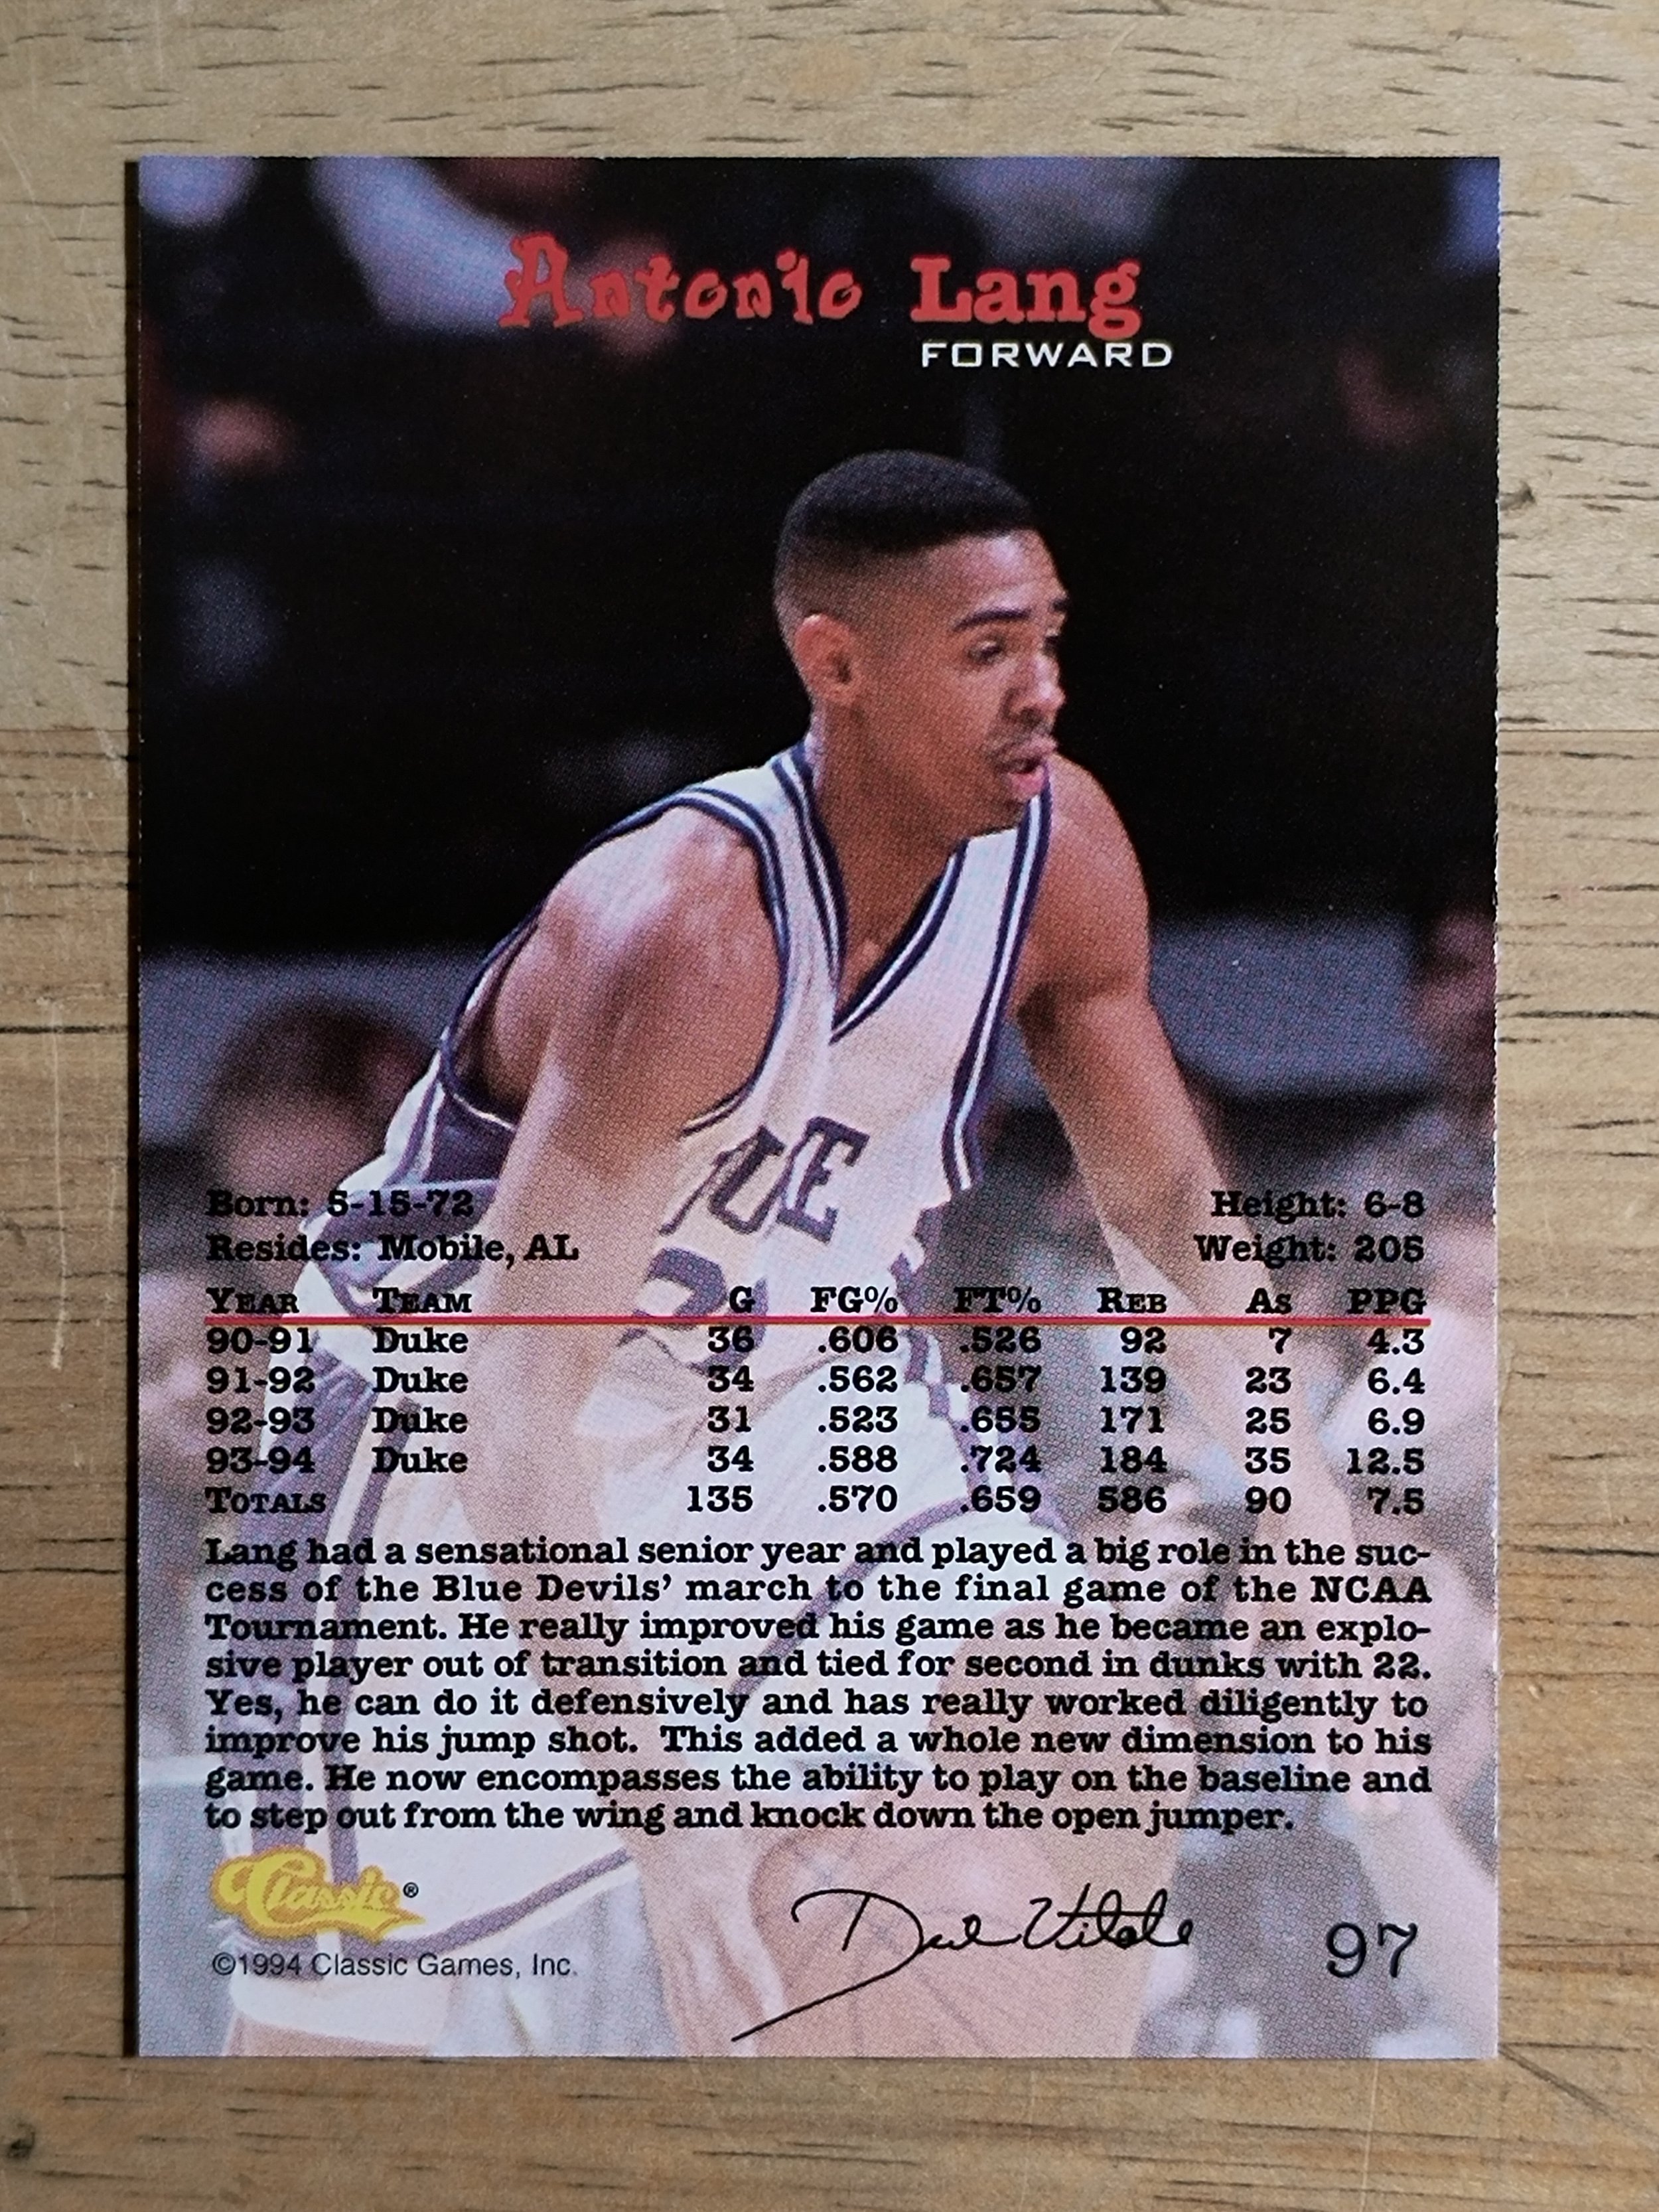 Antonio Lang
FORWARD
Born: 5-15-72 Height: 6-8
Resides: Mobile, AL Weight: 205
YEAR TEAM G FG% FT% REB AS PPG
90-91 Duke 36 .606 .526 92 7 4.3
91-92 Duke 34 .562 .657 139 23 6.4
92-93 Duke 31 .523 .655 171 25 6.9
93-94 Duke 34 .588 .724 184 35 12.5
TOTALS 135 .570 .659 586 90 7.5
Lang had a sensational senior year and played a big role in the suc-
cess of the Blue Devils' march to the final game of the NCAA
Tournament. He really improved his game as he became an explo-
sive player out of transition and tied for second in dunks with 22.
Yes, he can do it defensively and has really worked diligently to
improve his jump shot. This added a whole new dimension to his
game. He now encompasses the ability to play on the baseline and
to step out from the wing and knock down the open jumper.
Classic®
Dick Vitale
©1994 Classic Games, Inc.
97